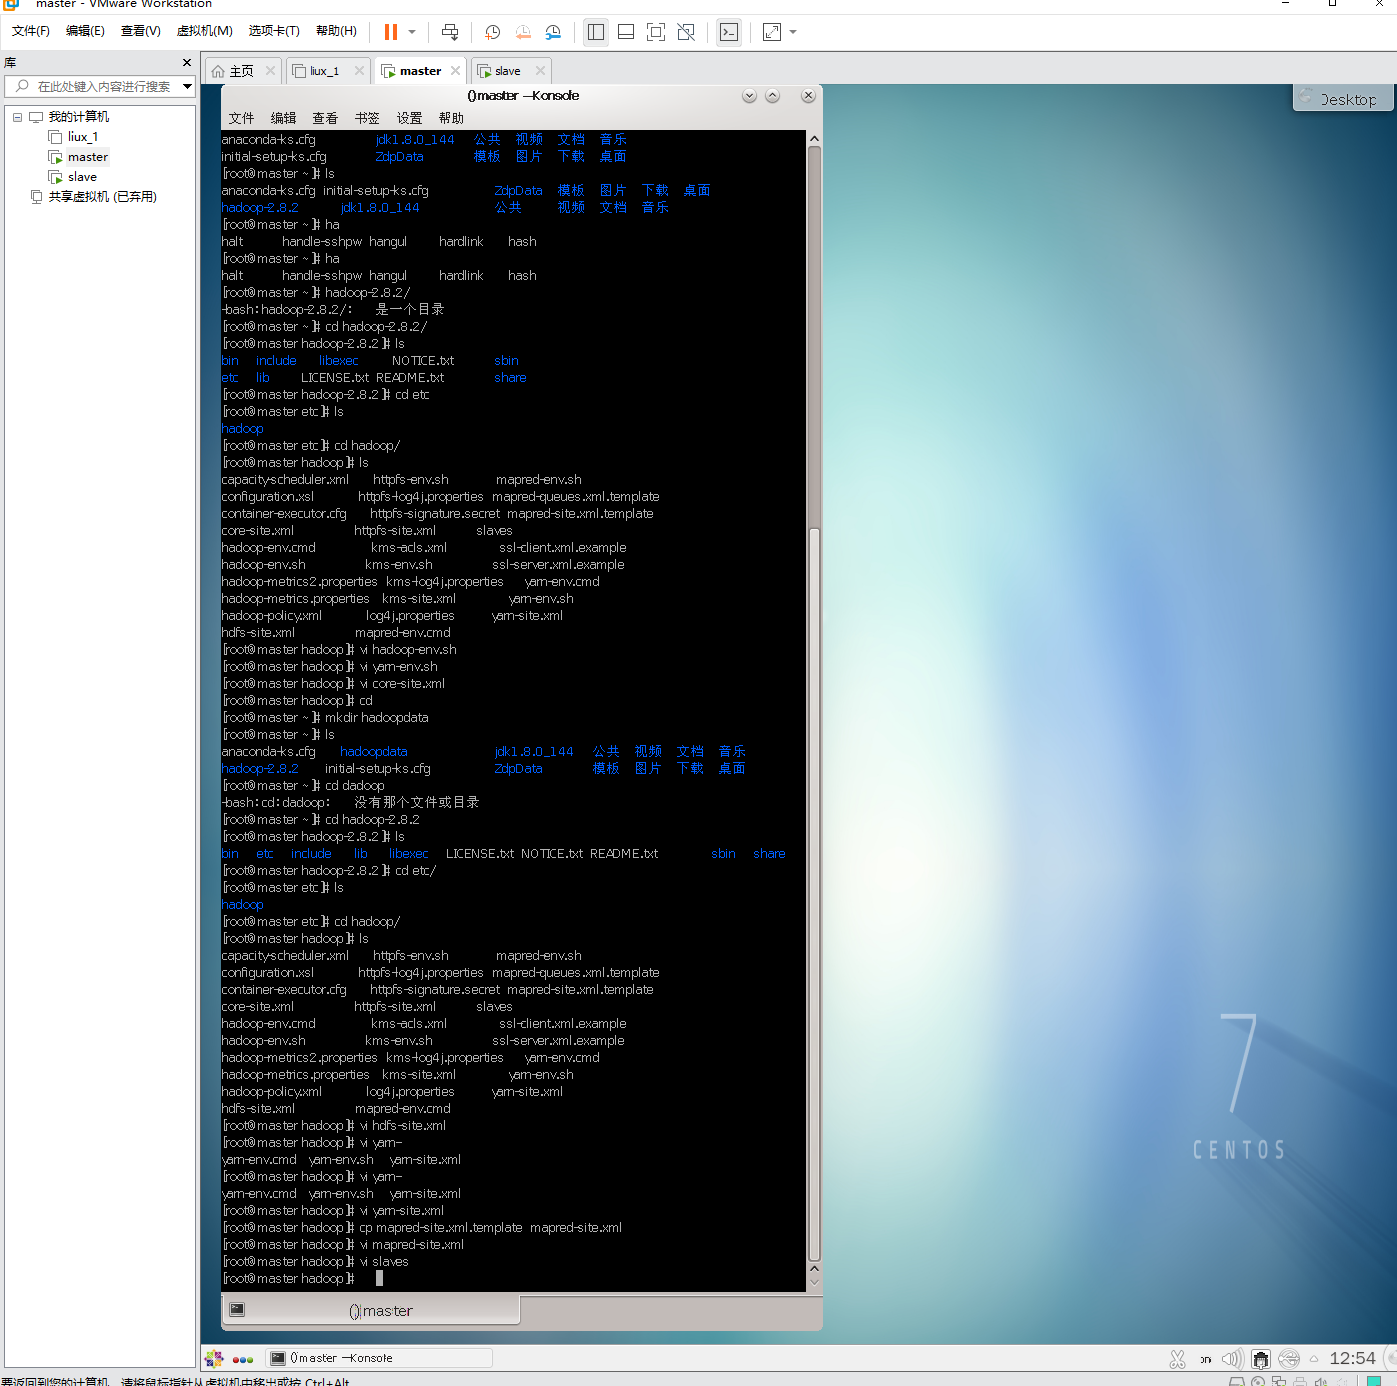 master - VMware Workstation
文件(F) 编辑(E) 查看(V) 虚拟机(M) 选项卡(T) 帮助(H)
库
在此处键入内容进行搜索
我的计算机
liux_1
master
slave
共享虚拟机 (已弃用)
主页 liux_1 master slave
Desktop
() master – Konsole
文件 编辑 查看 书签 设置 帮助
anaconda-ks.cfg jdk1.8.0_144 公共 视频 文档 音乐
initial-setup-ks.cfg ZdpData 模板 图片 下载 桌面
[root@master ~]# ls
anaconda-ks.cfg initial-setup-ks.cfg ZdpData 模板 图片 下载 桌面
hadoop-2.8.2 jdk1.8.0_144 公共 视频 文档 音乐
[root@master ~]# ha
halt handle-sshpw hangul hardlink hash
[root@master ~]# ha
halt handle-sshpw hangul hardlink hash
[root@master ~]# hadoop-2.8.2/
-bash: hadoop-2.8.2/: 是一个目录
[root@master ~]# cd hadoop-2.8.2/
[root@master hadoop-2.8.2]# ls
bin include libexec NOTICE.txt sbin
etc lib LICENSE.txt README.txt share
[root@master hadoop-2.8.2]# cd etc
[root@master etc]# ls
hadoop
[root@master etc]# cd hadoop/
[root@master hadoop]# ls
capacity-scheduler.xml httpfs-env.sh mapred-env.sh
configuration.xsl httpfs-log4j.properties mapred-queues.xml.template
container-executor.cfg httpfs-signature.secret mapred-site.xml.template
core-site.xml httpfs-site.xml slaves
hadoop-env.cmd kms-acls.xml ssl-client.xml.example
hadoop-env.sh kms-env.sh ssl-server.xml.example
hadoop-metrics2.properties kms-log4j.properties yarn-env.cmd
hadoop-metrics.properties kms-site.xml yarn-env.sh
hadoop-policy.xml log4j.properties yarn-site.xml
hdfs-site.xml mapred-env.cmd
[root@master hadoop]# vi hadoop-env.sh
[root@master hadoop]# vi yarn-env.sh
[root@master hadoop]# vi core-site.xml
[root@master hadoop]# cd
[root@master ~]# mkdir hadoopdata
[root@master ~]# ls
anaconda-ks.cfg hadoopdata jdk1.8.0_144 公共 视频 文档 音乐
hadoop-2.8.2 initial-setup-ks.cfg ZdpData 模板 图片 下载 桌面
[root@master ~]# cd dadoop
-bash: cd: dadoop: 没有那个文件或目录
[root@master ~]# cd hadoop-2.8.2
[root@master hadoop-2.8.2]# ls
bin etc include lib libexec LICENSE.txt NOTICE.txt README.txt sbin share
[root@master hadoop-2.8.2]# cd etc/
[root@master etc]# ls
hadoop
[root@master etc]# cd hadoop/
[root@master hadoop]# ls
capacity-scheduler.xml httpfs-env.sh mapred-env.sh
configuration.xsl httpfs-log4j.properties mapred-queues.xml.template
container-executor.cfg httpfs-signature.secret mapred-site.xml.template
core-site.xml httpfs-site.xml slaves
hadoop-env.cmd kms-acls.xml ssl-client.xml.example
hadoop-env.sh kms-env.sh ssl-server.xml.example
hadoop-metrics2.properties kms-log4j.properties yarn-env.cmd
hadoop-metrics.properties kms-site.xml yarn-env.sh
hadoop-policy.xml log4j.properties yarn-site.xml
hdfs-site.xml mapred-env.cmd
[root@master hadoop]# vi hdfs-site.xml
[root@master hadoop]# vi yarn-
yarn-env.cmd yarn-env.sh yarn-site.xml
[root@master hadoop]# vi yarn-
yarn-env.cmd yarn-env.sh yarn-site.xml
[root@master hadoop]# vi yarn-site.xml
[root@master hadoop]# cp mapred-site.xml.template mapred-site.xml
[root@master hadoop]# vi mapred-site.xml
[root@master hadoop]# vi slaves
[root@master hadoop]#
() master
7
CENTOS
() master – Konsole
12:54
要返回到您的计算机，请将鼠标指针从虚拟机中移出或按 Ctrl+Alt